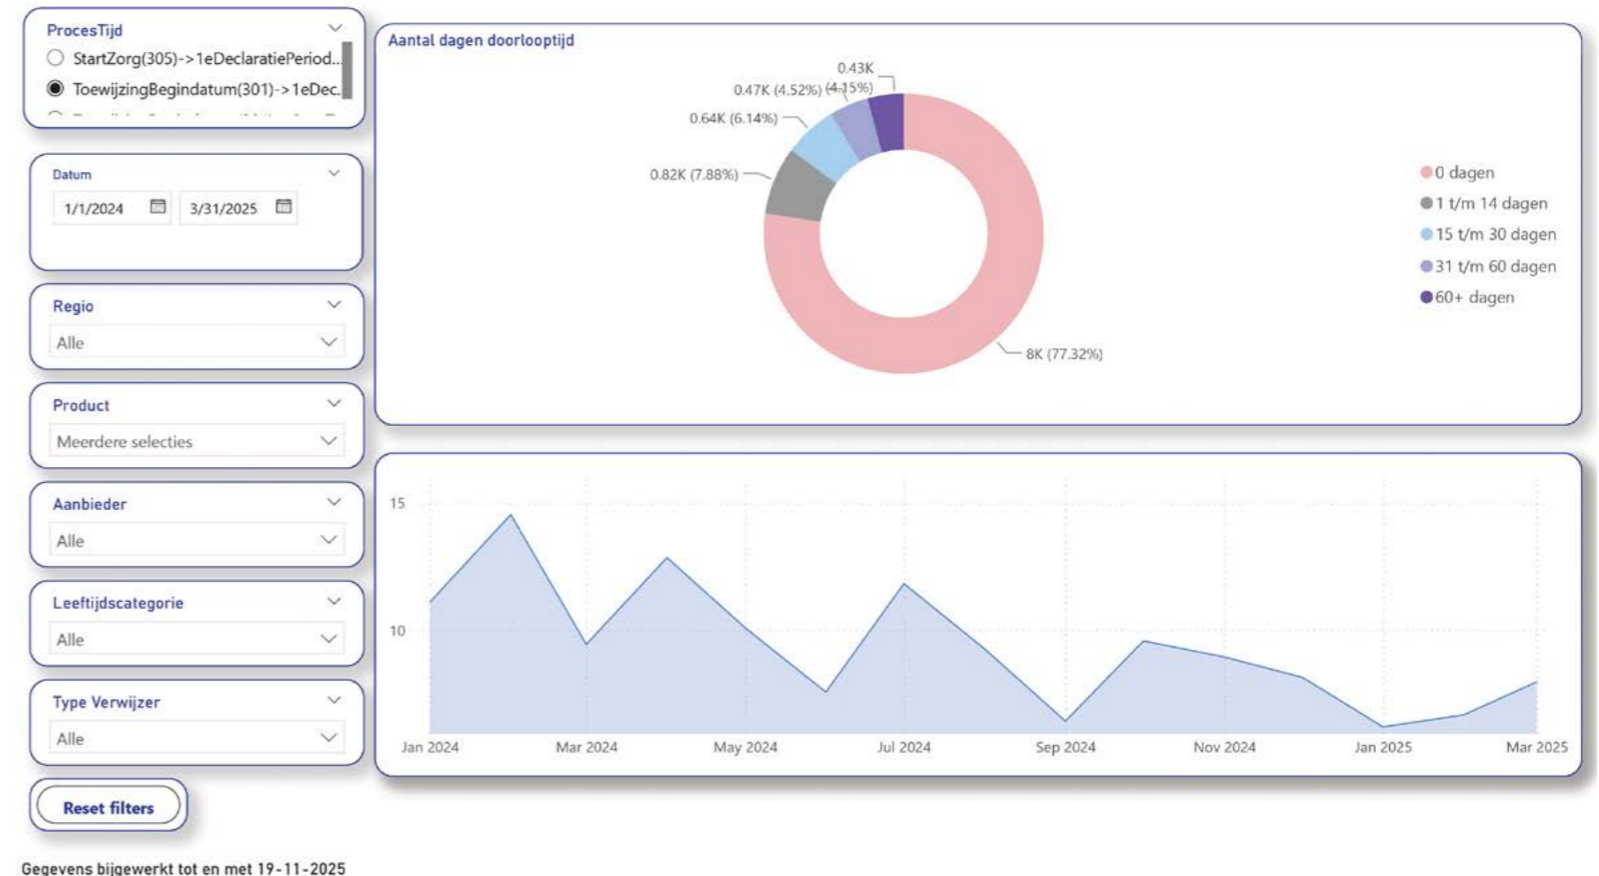 ProcesTijd
StartZorg(305)->1eDeclaratiePeriod...
ToewijzingBegindatum(301)->1eDec.
Datum
1/1/2024 3/31/2025
Regio
Alle
Product
Meerdere selecties
Aanbieder
Alle
Leeftijdscategorie
Alle
Type Verwijzer
Alle
Reset filters
Gegevens bijgewerkt tot en met 19-11-2025
Aantal dagen doorlooptijd
0.43K
(4.15%)
0.47K (4.52%)
0.64K (6.14%)
0.82K (7.88%)
8K (77.32%)
0 dagen
1 t/m 14 dagen
15 t/m 30 dagen
31 t/m 60 dagen
60+ dagen
15
10
Jan 2024 Mar 2024 May 2024 Jul 2024 Sep 2024 Nov 2024 Jan 2025 Mar 2025